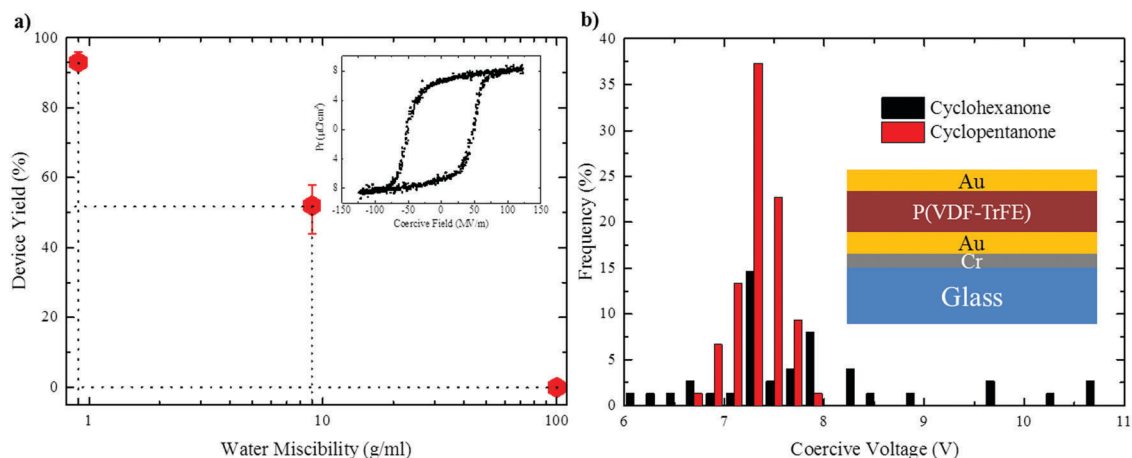 a)
100
80
60
40
20
0
Device Yield (%)
1
10
100
Water Miscibility (g/ml)
8
4
0
4
8
Pr (μC/cm²)
-150 -100 -50 0 50 100 150
Coercive Field (MV/m)
b)
40
35
30
25
20
15
10
5
0
Frequency (%)
6 7 8 9 10 11
Coercive Voltage (V)
Cyclohexanone
Cyclopentanone
Au
P(VDF-TrFE)
Au
Cr
Glass